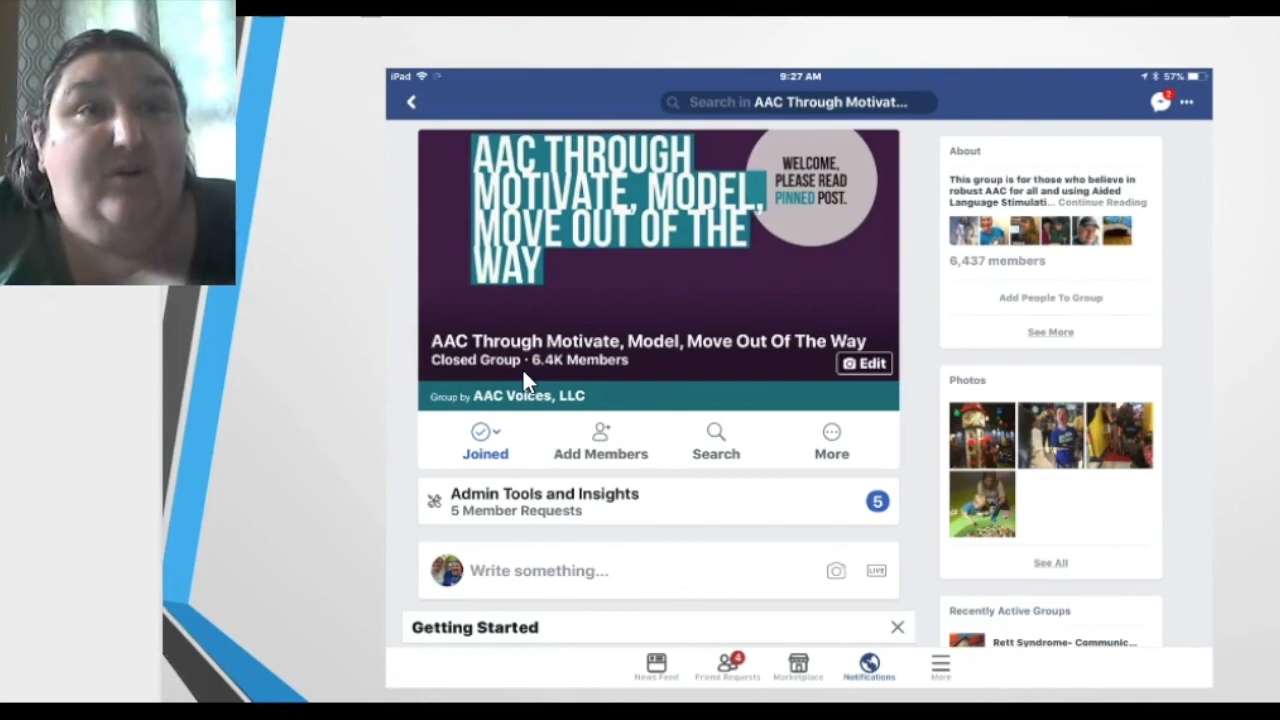 iPad
9:27 AM
57%
Search in AAC Through Motivat...
2
AAC THROUGH
MOTIVATE, MODEL,
MOVE OUT OF THE
WAY
WELCOME,
PLEASE READ
PINNED POST.
AAC Through Motivate, Model, Move Out Of The Way
Closed Group · 6.4K Members
Edit
Group by AAC Voices, LLC
Joined
Add Members
Search
More
Admin Tools and Insights
5 Member Requests
5
Write something...
LIVE
Getting Started
About
This group is for those who believe in
robust AAC for all and using Aided
Language Stimulati... Continue Reading
6,437 members
Add People To Group
See More
Photos
See All
Recently Active Groups
Rett Syndrome- Communic...
News Feed
4
Friend Requests
Marketplace
Notifications
More